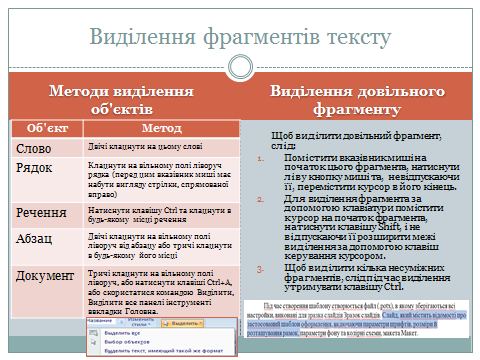 Виділення фрагментів тексту
Методи виділення
об'єктів
Об'єкт Метод
Слово Двічі клацнути на цьому слові
Рядок Клацнути на вільному полі ліворуч
рядка (перед цим вказівник миші має
набути вигляду стрілки, спрямованої
вправо)
Речення Натиснути клавішу Ctrl та клацнути в
будь-якому місці речення
Абзац Двічі клацнути на вільному полі
ліворуч від абзацу або тричі клацнути
в будь-якому його місці
Документ Тричі клацнути на вільному полі
ліворуч, або натиснути клавіші Ctrl+A,
або скористатися командою Виділити,
Виділити все панелі інструменті
вкладки Головна.
Название Изменить стили Выделить
Выделить все
Выбор объектов
Выделить текст, имеющий такой же формат
Виділення довільного
фрагменту
Щоб виділити довільний фрагмент,
слід:
1. Помістити вказівник миші на
початок цього фрагмента, натиснути
ліву кнопку миші та, не відпускаючи
її, перемістити курсор в його кінець.
2. Для виділення фрагмента за
допомогою клавіатури помістити
курсор на початок фрагмента,
натиснути клавішу Shift, і не
відпускаючи її розширити межі
виділення за допомогою клавіш
керування курсором.
3. Щоб виділити кілька несуміжних
фрагментів, слід під час виділення
утримувати клавішу Ctrl.
Під час створення шаблону створюється файл (.potx), в якому зберігаються всі
настройки, виконані для зразка слайдів Зразок слайдів. Слайд, який містить відомості про
застосований шаблон оформлення, включаючи параметри шрифтів, розміри й
розташування рамок, параметри фону та колірні схеми, макета Макет.